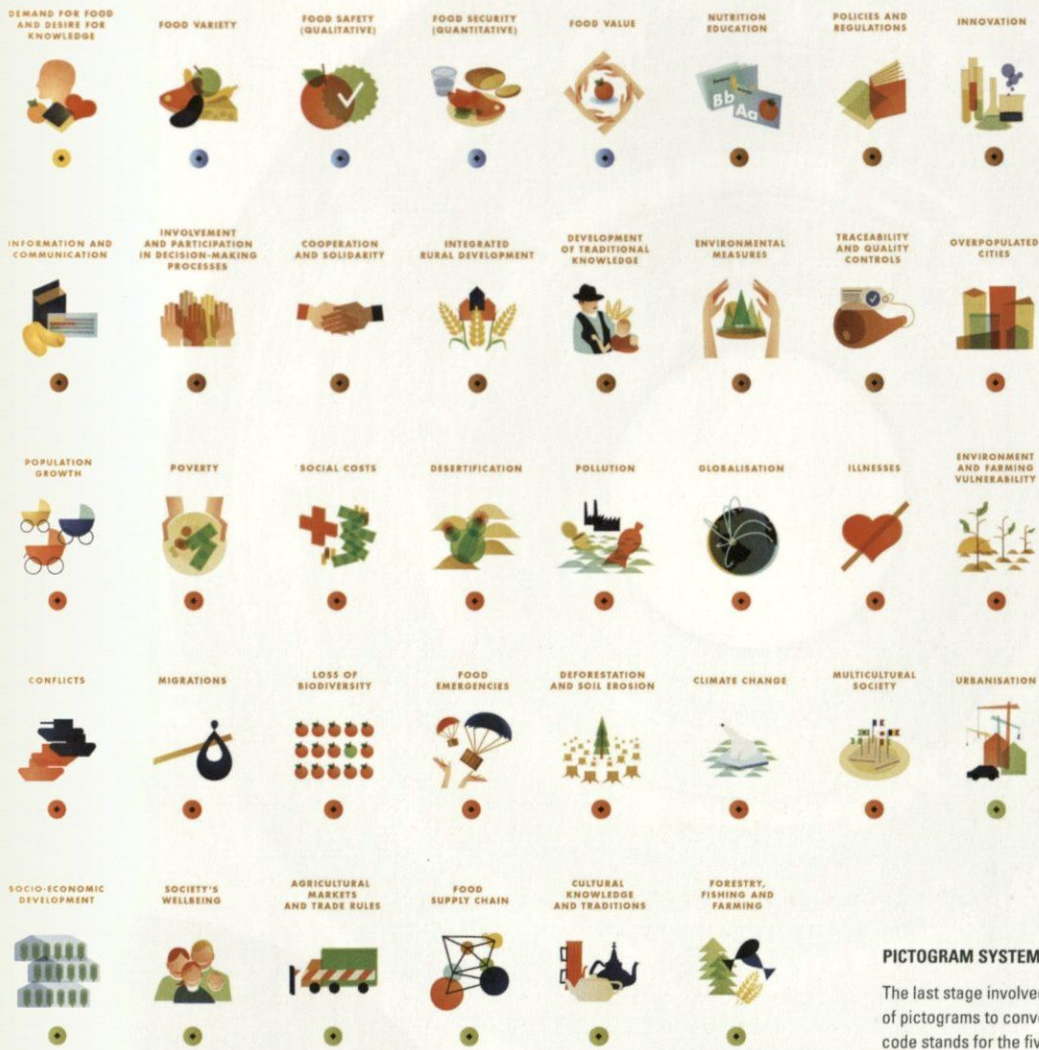 DEMAND FOR FOOD
AND DESIRE FOR
KNOWLEDGE
FOOD VARIETY
FOOD SAFETY
(QUALITATIVE)
FOOD SECURITY
(QUANTITATIVE)
FOOD VALUE
NUTRITION
EDUCATION
POLICIES AND
REGULATIONS
INNOVATION
Bb
Aa
INFORMATION AND
COMMUNICATION
INVOLVEMENT
AND PARTICIPATION
IN DECISION-MAKING
PROCESSES
COOPERATION
AND SOLIDARITY
INTEGRATED
RURAL DEVELOPMENT
DEVELOPMENT
OF TRADITIONAL
KNOWLEDGE
ENVIRONMENTAL
MEASURES
TRACEABILITY
AND QUALITY
CONTROLS
OVERPOPULATED
CITIES
POPULATION
GROWTH
POVERTY
SOCIAL COSTS
DESERTIFICATION
POLLUTION
GLOBALISATION
ILLNESSES
ENVIRONMENT
AND FARMING
VULNERABILITY
CONFLICTS
MIGRATIONS
LOSS OF
BIODIVERSITY
FOOD
EMERGENCIES
DEFORESTATION
AND SOIL EROSION
CLIMATE CHANGE
MULTICULTURAL
SOCIETY
URBANISATION
SOCIO-ECONOMIC
DEVELOPMENT
SOCIETY'S
WELLBEING
AGRICULTURAL
MARKETS
AND TRADE RULES
FOOD
SUPPLY CHAIN
CULTURAL
KNOWLEDGE
AND TRADITIONS
FORESTRY,
FISHING AND
FARMING
PICTOGRAM SYSTEM
The last stage involved
of pictograms to conve
code stands for the fiv